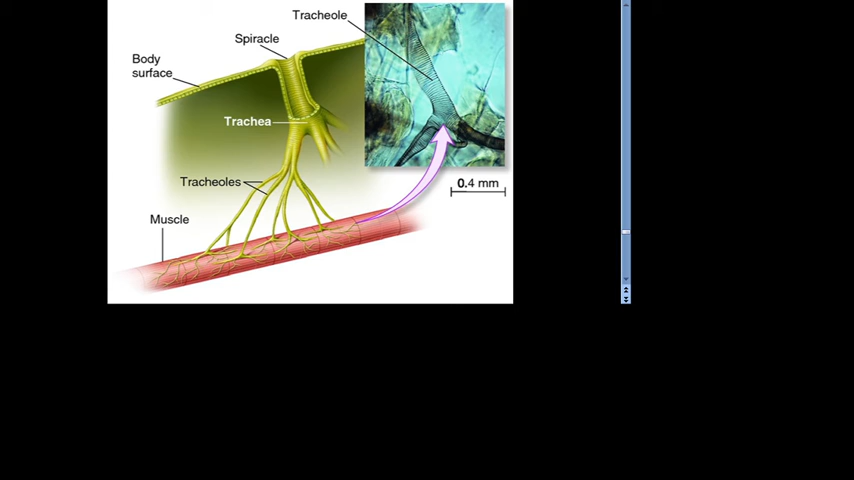 Tracheole
Spiracle
Body
surface
Trachea
Tracheoles
0.4 mm
Muscle